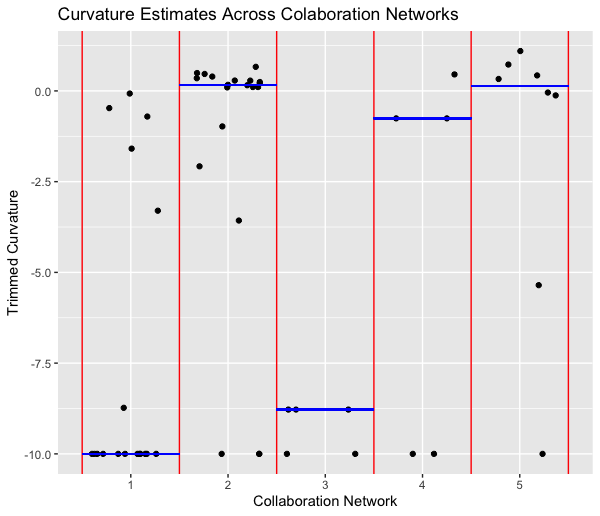 Curvature Estimates Across Colaboration Networks
Trimmed Curvature
0.0
-2.5
-5.0
-7.5
-10.0
1 2 3 4 5
Collaboration Network